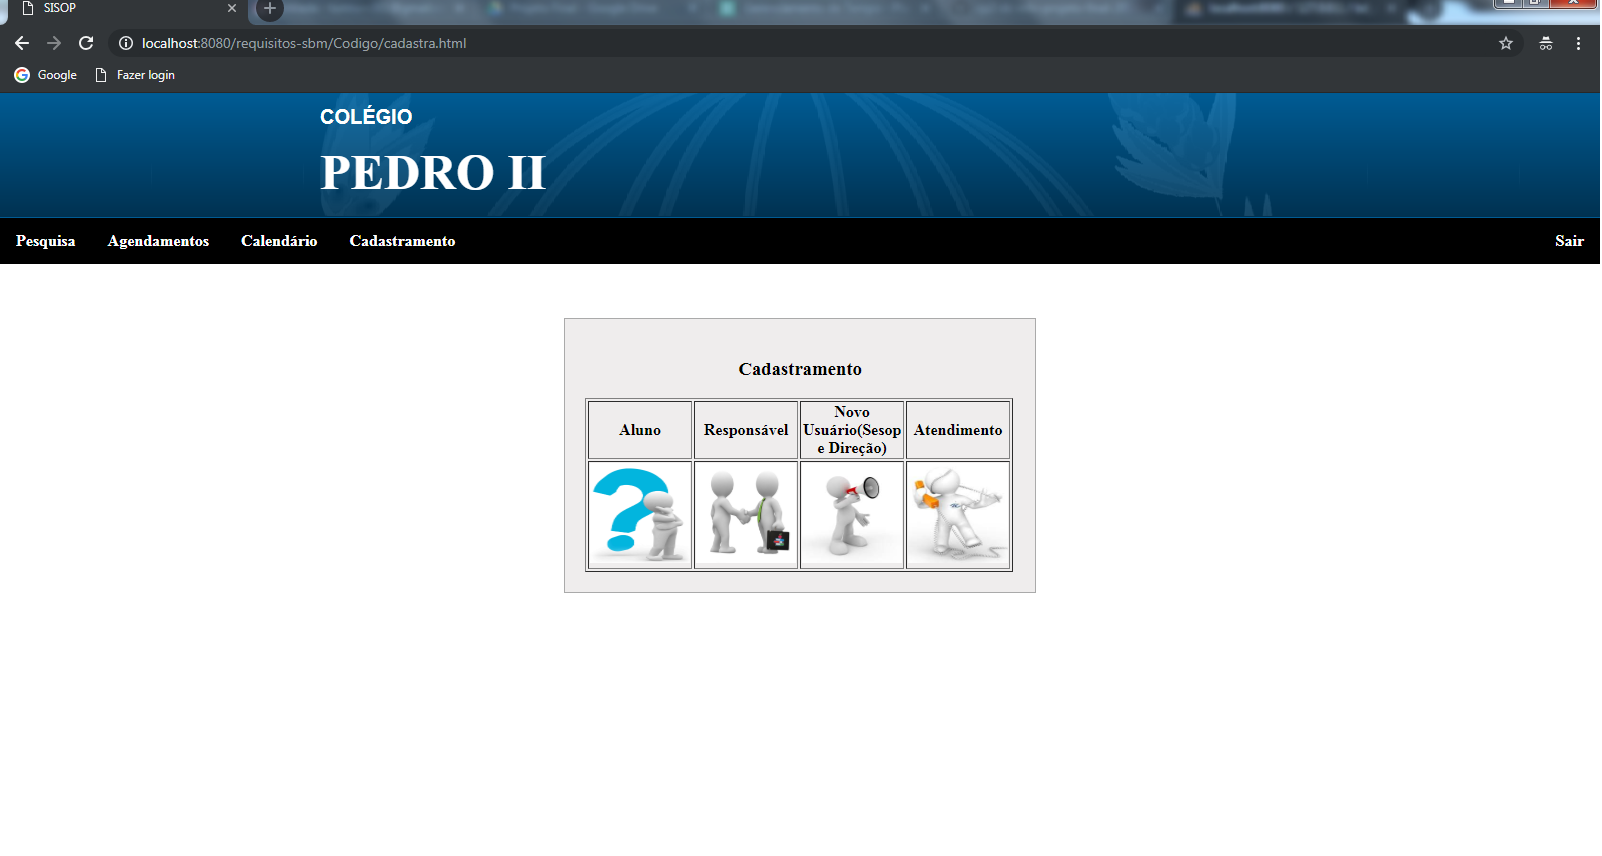 SISOP
localhost:8080/requisitos-sbm/Codigo/cadastra.html
Google Fazer login
COLÉGIO
PEDRO II
Pesquisa Agendamentos Calendário Cadastramento Sair
Cadastramento
Aluno
Responsável
Novo
Usuário(Sesop
e Direção)
Atendimento